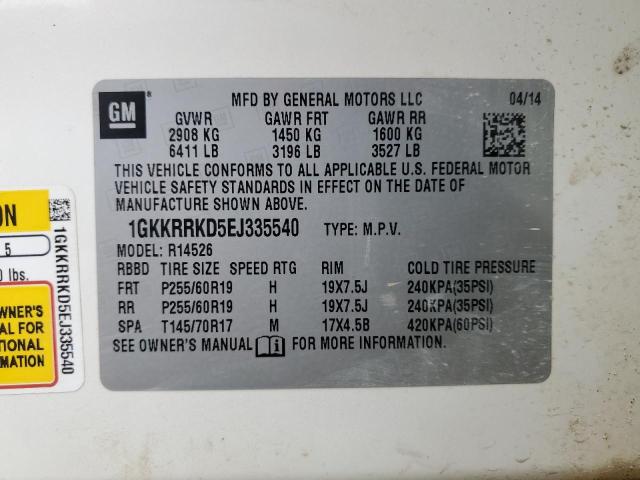 GM ®
MFD BY GENERAL MOTORS LLC 04/14
GVWR GAWR FRT GAWR RR
2908 KG 1450 KG 1600 KG
6411 LB 3196 LB 3527 LB
THIS VEHICLE CONFORMS TO ALL APPLICABLE U.S. FEDERAL MOTOR
VEHICLE SAFETY STANDARDS IN EFFECT ON THE DATE OF
MANUFACTURE SHOWN ABOVE.
1GKKRRKD5EJ335540 TYPE: M.P.V.
MODEL: R14526
RBBD TIRE SIZE SPEED RTG RIM COLD TIRE PRESSURE
FRT P255/60R19 H 19X7.5J 240KPA(35PSI)
RR P255/60R19 H 19X7.5J 240KPA(35PSI)
SPA T145/70R17 M 17X4.5B 420KPA(60PSI)
SEE OWNER'S MANUAL i FOR MORE INFORMATION.
ON
5
0 lbs.
WNER'S
AL FOR
TIONAL
MATION
1GKKRRKD5EJ335540